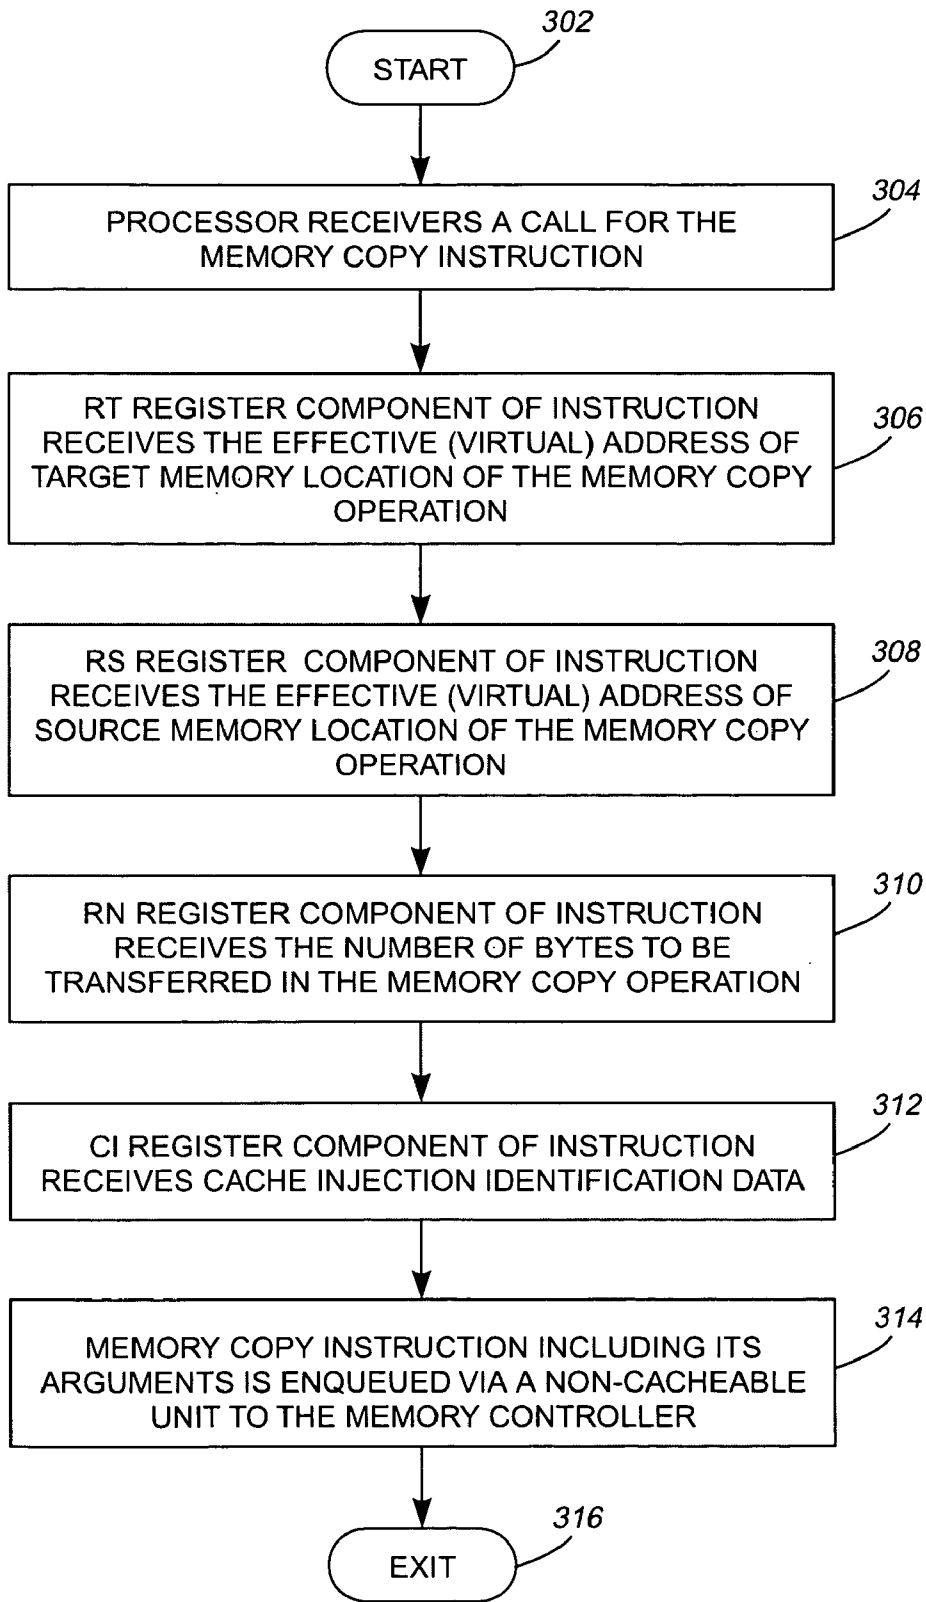 302
START
304
PROCESSOR RECEIVERS A CALL FOR THE
MEMORY COPY INSTRUCTION
306
RT REGISTER COMPONENT OF INSTRUCTION
RECEIVES THE EFFECTIVE (VIRTUAL) ADDRESS OF
TARGET MEMORY LOCATION OF THE MEMORY COPY
OPERATION
308
RS REGISTER COMPONENT OF INSTRUCTION
RECEIVES THE EFFECTIVE (VIRTUAL) ADDRESS OF
SOURCE MEMORY LOCATION OF THE MEMORY COPY
OPERATION
310
RN REGISTER COMPONENT OF INSTRUCTION
RECEIVES THE NUMBER OF BYTES TO BE
TRANSFERRED IN THE MEMORY COPY OPERATION
312
CI REGISTER COMPONENT OF INSTRUCTION
RECEIVES CACHE INJECTION IDENTIFICATION DATA
314
MEMORY COPY INSTRUCTION INCLUDING ITS
ARGUMENTS IS ENQUEUED VIA A NON-CACHEABLE
UNIT TO THE MEMORY CONTROLLER
316
EXIT